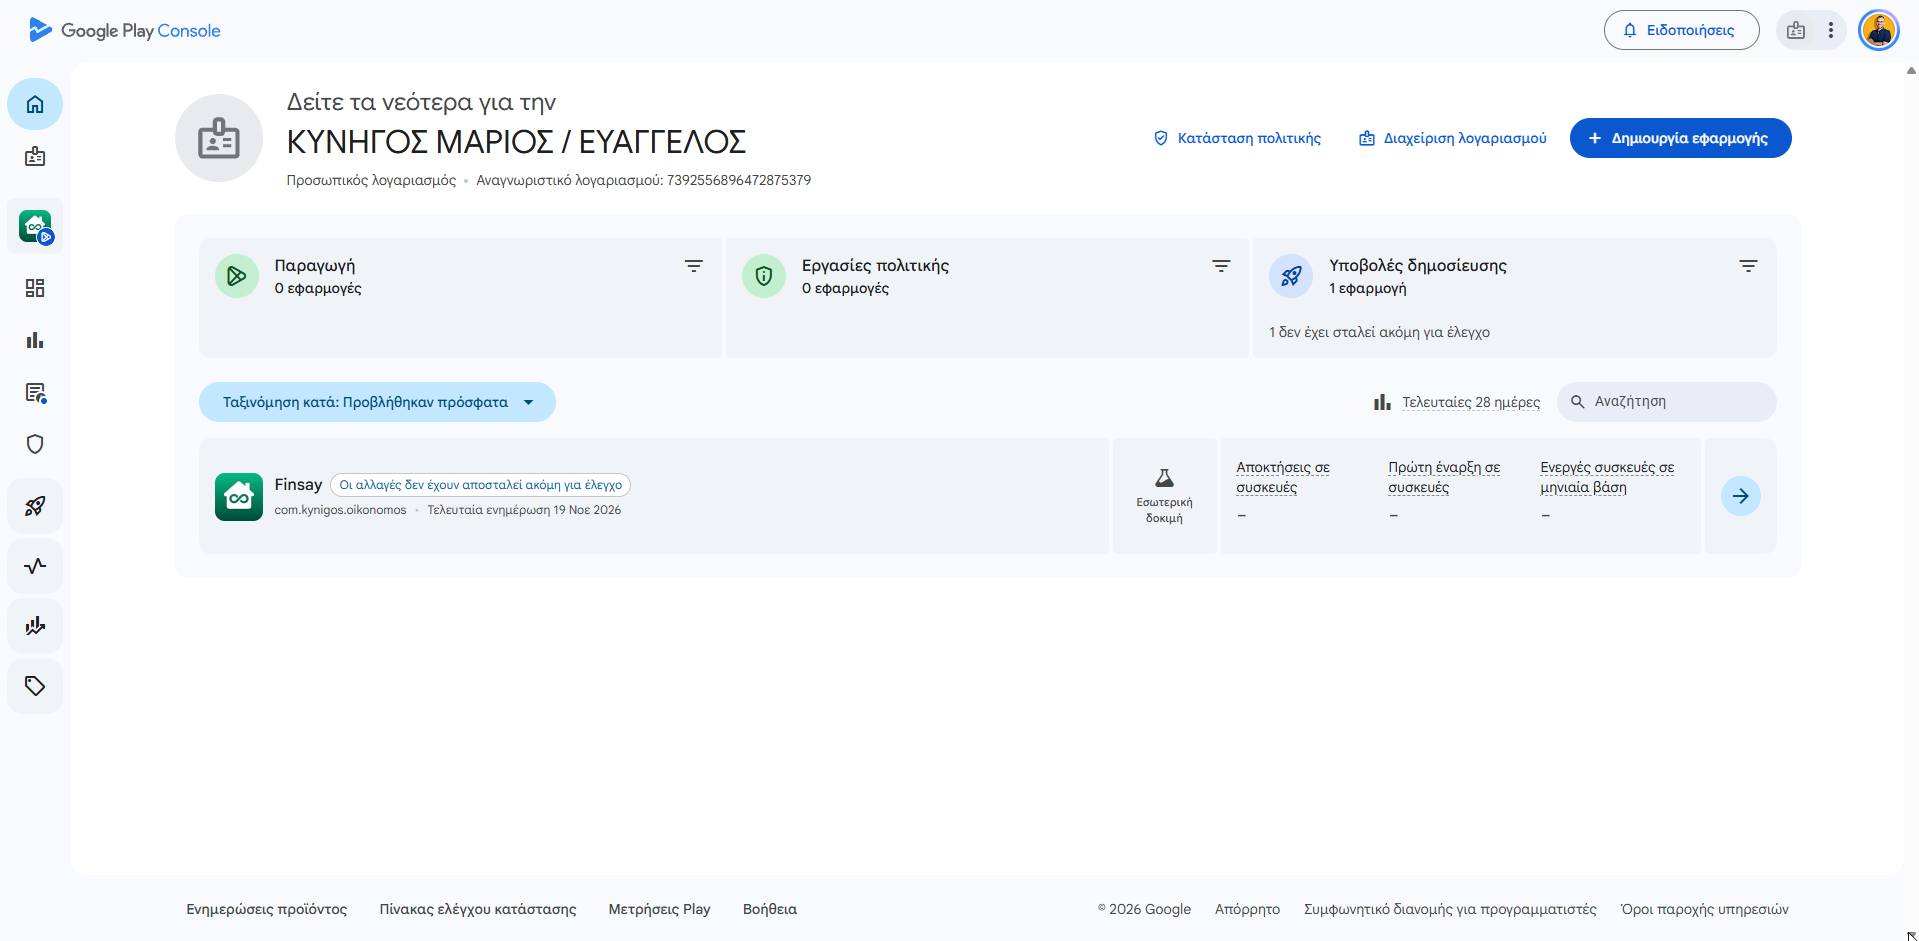 Google Play Console
Ειδοποιήσεις
Δείτε τα νεότερα για την
ΚΥΝΗΓΟΣ ΜΑΡΙΟΣ / ΕΥΑΓΓΕΛΟΣ
Προσωπικός λογαριασμός • Αναγνωριστικό λογαριασμού: 7392556896472875379
Κατάσταση πολιτικής
Διαχείριση λογαριασμού
+ Δημιουργία εφαρμογής
Παραγωγή
0 εφαρμογές
Εργασίες πολιτικής
0 εφαρμογές
Υποβολές δημοσίευσης
1 εφαρμογή
1 δεν έχει σταλεί ακόμη για έλεγχο
Ταξινόμηση κατά: Προβλήθηκαν πρόσφατα
Τελευταίες 28 ημέρες
Αναζήτηση
Finsay
Οι αλλαγές δεν έχουν αποσταλεί ακόμη για έλεγχο
com.kynigos.oikonomos • Τελευταία ενημέρωση 19 Νοε 2026
Εσωτερική
δοκιμή
Αποκτήσεις σε
συσκευές
–
Πρώτη έναρξη σε
συσκευές
–
Ενεργές συσκευές σε
μηνιαία βάση
–
Ενημερώσεις προϊόντος
Πίνακας ελέγχου κατάστασης
Μετρήσεις Play
Βοήθεια
© 2026 Google
Απόρρητο
Συμφωνητικό διανομής για προγραμματιστές
Όροι παροχής υπηρεσιών